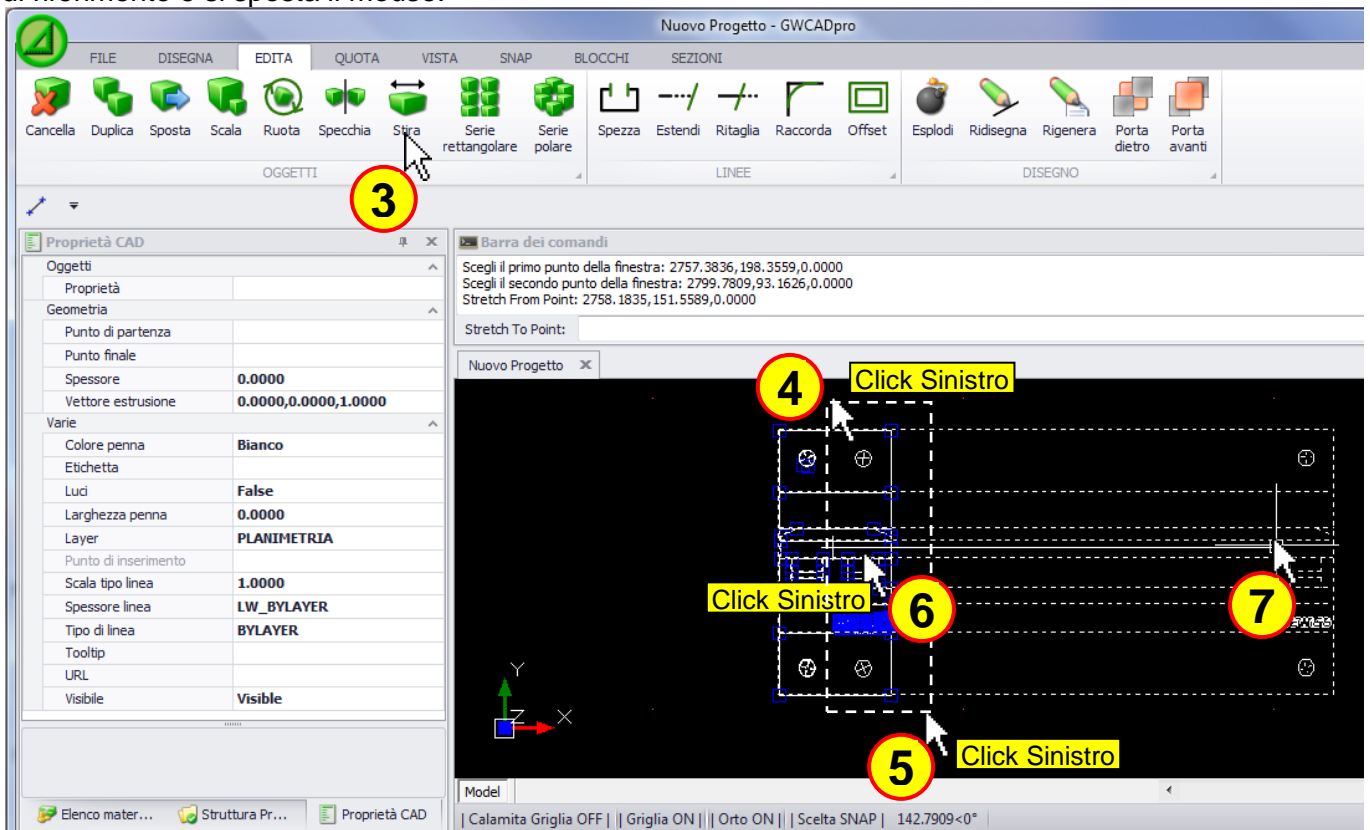 di riferimento e si sposta il mouse.
Nuovo Progetto - GWCADpro
FILE DISEGNA EDITA QUOTA VISTA SNAP BLOCCHI SEZIONI
Cancella Duplica Sposta Scala Ruota Specchia Stira Serie rettangolare Serie polare Spezza Estendi Ritaglia Raccorda Offset Esplodi Ridisegna Rigenera Porta dietro Porta avanti
OGGETTI LINEE DISEGNO
3
Proprietà CAD
Oggetti
Proprietà
Geometria
Punto di partenza
Punto finale
Spessore 0.0000
Vettore estrusione 0.0000,0.0000,1.0000
Varie
Colore penna Bianco
Etichetta
Luci False
Larghezza penna 0.0000
Layer PLANIMETRIA
Punto di inserimento
Scala tipo linea 1.0000
Spessore linea LW_BYLAYER
Tipo di linea BYLAYER
Tooltip
URL
Visibile Visible
Elenco mater... Struttura Pr... Proprietà CAD
Barra dei comandi
Scegli il primo punto della finestra: 2757.3836,198.3559,0.0000
Scegli il secondo punto della finestra: 2799.7809,93.1626,0.0000
Stretch From Point: 2758.1835,151.5589,0.0000
Stretch To Point:
Nuovo Progetto
4 Click Sinistro
Click Sinistro 6
7
5 Click Sinistro
Y
Z X
Model
| Calamita Griglia OFF | || Griglia ON | || Orto ON | || Scelta SNAP | 142.7909<0°